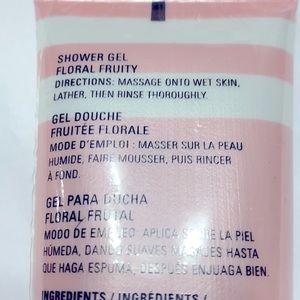 SHOWER GEL
FLORAL FRUITY
DIRECTIONS: MASSAGE ONTO WET SKIN,
LATHER, THEN RINSE THOROUGHLY.
GEL DOUCHE
FRUITÉE FLORALE
MODE D'EMPLOI : MASSER SUR LA PEAU
HUMIDE, FAIRE MOUSSER, PUIS RINCER
À FOND.
GEL PARA DUCHA
FLORAL FRUTAL
MODO DE EMPLEO: APLICA SOBRE LA PIEL
HÚMEDA, DANDO SUAVES MASAJES HASTA
QUE HAGA ESPUMA, DESPUÉS ENJUAGA BIEN.
INGREDIENTS / INGRÉDIENTS /